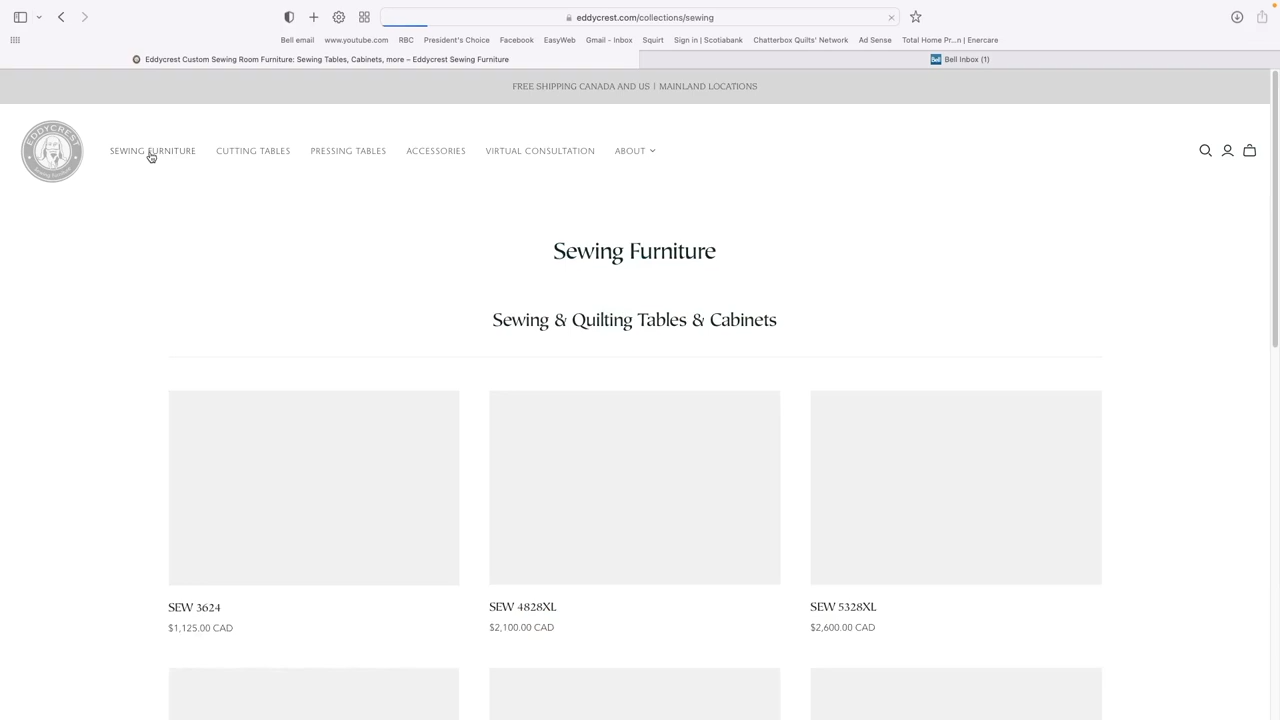 eddycrest.com/collections/sewing
Bell email www.youtube.com RBC President's Choice Facebook EasyWeb Gmail – Inbox Squirt Sign in | Scotiabank Chatterbox Quilts' Network Ad Sense Total Home Pr...n | Enercare
Eddycrest Custom Sewing Room Furniture: Sewing Tables, Cabinets, more – Eddycrest Sewing Furniture
Bell Bell Inbox (1)
FREE SHIPPING CANADA AND US | MAINLAND LOCATIONS
EDDYCREST
Sewing Furniture
SEWING FURNITURE CUTTING TABLES PRESSING TABLES ACCESSORIES VIRTUAL CONSULTATION ABOUT
Sewing Furniture
Sewing & Quilting Tables & Cabinets
SEW 3624
$1,125.00 CAD
SEW 4828XL
$2,100.00 CAD
SEW 5328XL
$2,600.00 CAD